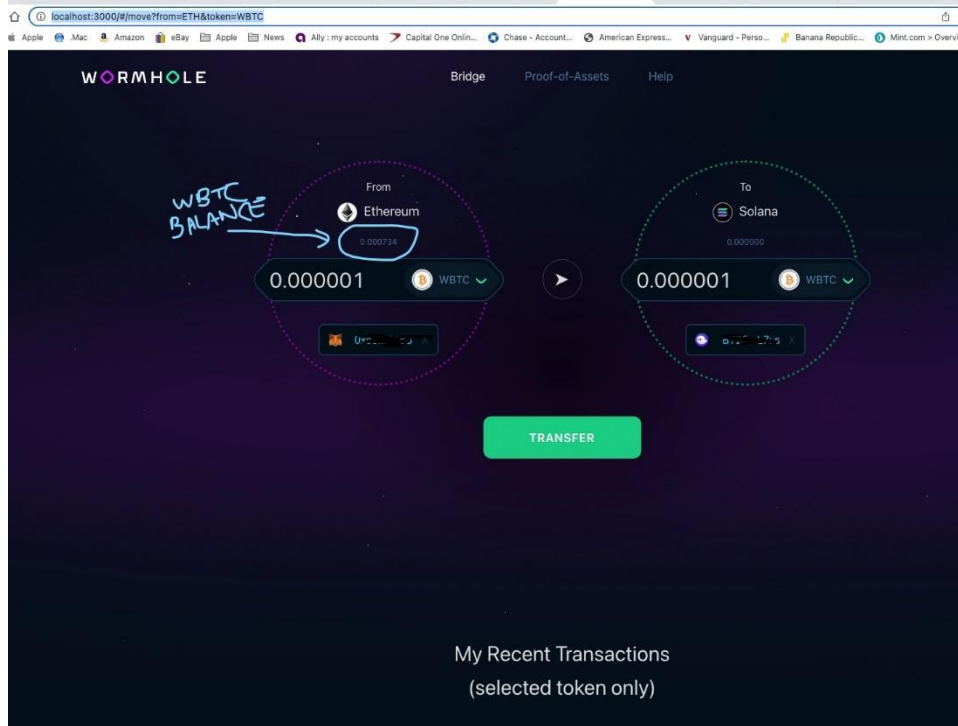 localhost:3000/#/move?from=ETH&token=WBTC
Apple .Mac Amazon eBay Apple News Ally : my accounts Capital One Onlin... Chase - Account... American Express... Vanguard - Perso... Banana Republic... Mint.com > Overvi
WORMHOLE Bridge Proof-of-Assets Help
WBTC
BALANCE
From
Ethereum
0.000734
0.000001 WBTC
X
To
Solana
0.000000
0.000001 WBTC
X
TRANSFER
My Recent Transactions
(selected token only)